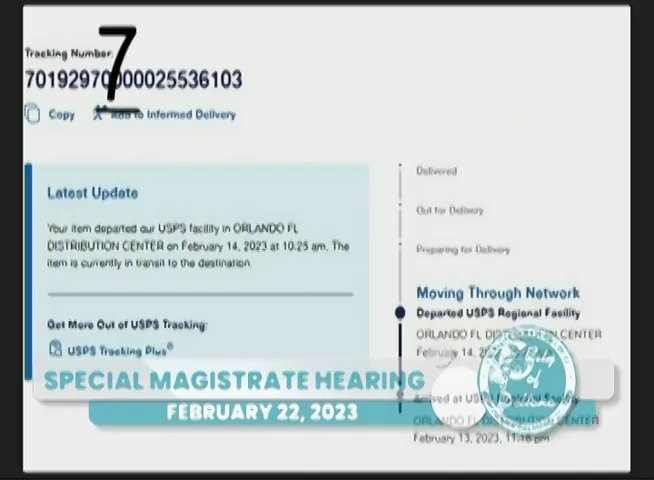 7
Tracking Number:
70192970000025536103
Copy
Add to Informed Delivery
Latest Update
Your item departed our USPS facility in ORLANDO FL
DISTRIBUTION CENTER on February 14, 2023 at 10:25 am. The
item is currently in transit to the destination.
Get More Out of USPS Tracking:
USPS Tracking Plus®
Delivered
Out for Delivery
Preparing for Delivery
Moving Through Network
Departed USPS Regional Facility
ORLANDO FL CENTER
February 14,
Arrived at
ORLANDO CENTER
February 13, 2023, 11:16 pm
City
of
SPECIAL MAGISTRATE HEARING
FEBRUARY 22, 2023